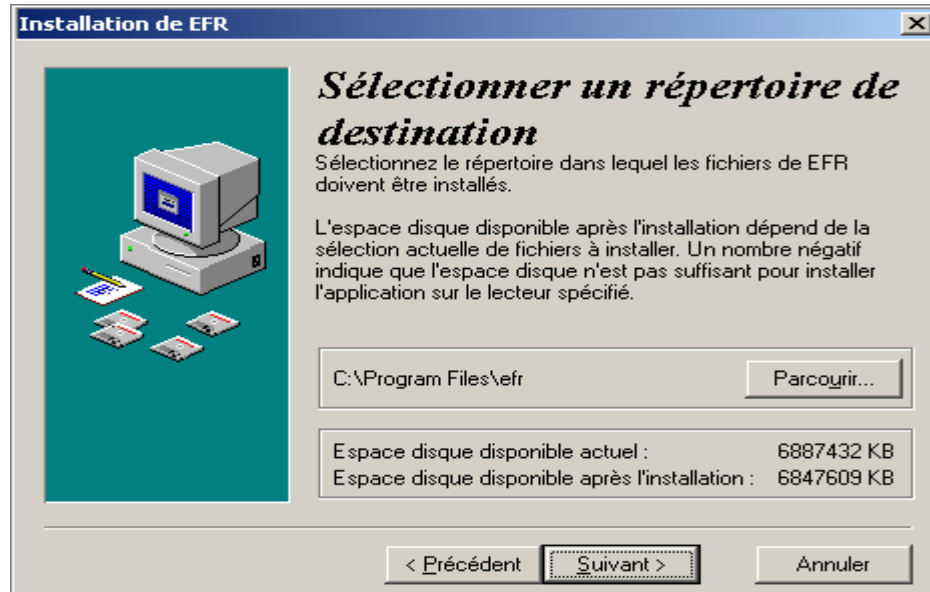 Installation de EFR
Sélectionner un répertoire de
destination
Sélectionnez le répertoire dans lequel les fichiers de EFR
doivent être installés.
L'espace disque disponible après l'installation dépend de la
sélection actuelle de fichiers à installer. Un nombre négatif
indique que l'espace disque n'est pas suffisant pour installer
l'application sur le lecteur spécifié.
C:\Program Files\efr Parcourir...
Espace disque disponible actuel : 6887432 KB
Espace disque disponible après l'installation : 6847609 KB
< Précédent Suivant > Annuler